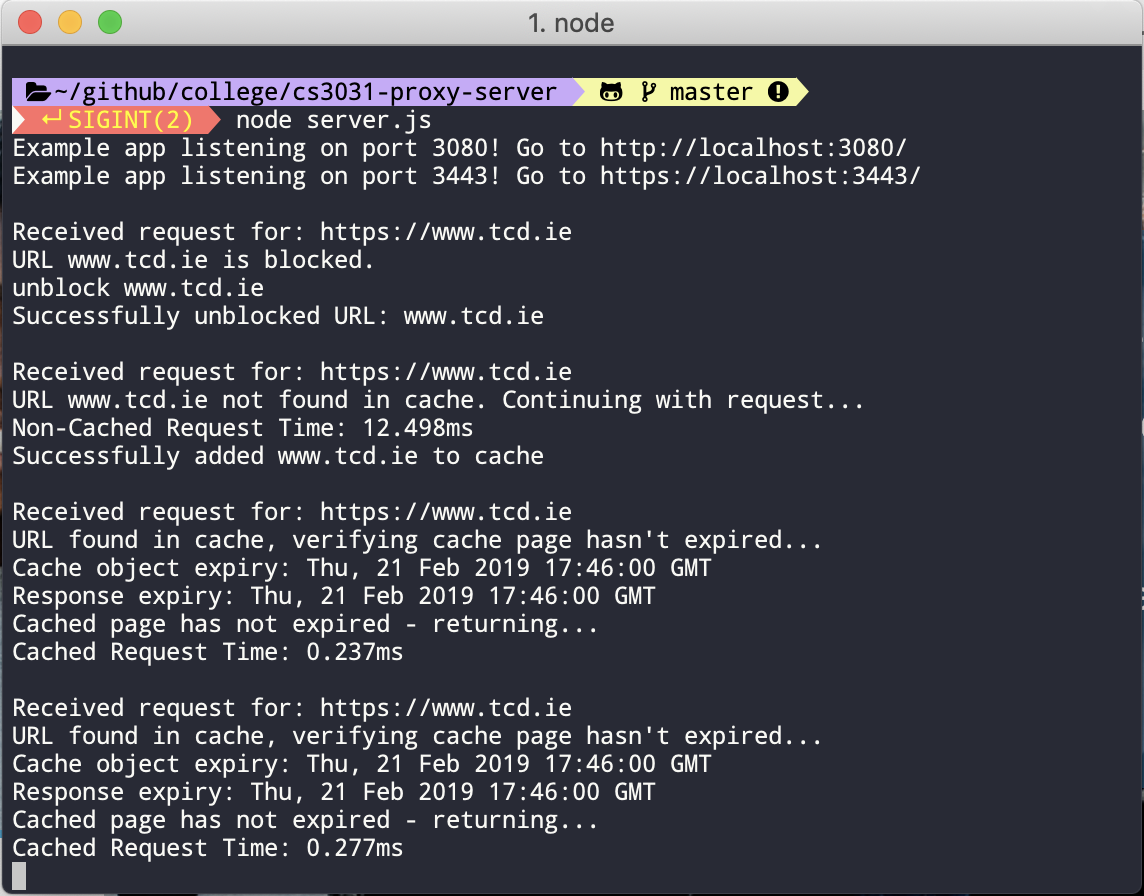 1. node
~/github/college/cs3031-proxy-server master
SIGINT(2) node server.js
Example app listening on port 3080! Go to http://localhost:3080/
Example app listening on port 3443! Go to https://localhost:3443/
Received request for: https://www.tcd.ie
URL www.tcd.ie is blocked.
unblock www.tcd.ie
Successfully unblocked URL: www.tcd.ie
Received request for: https://www.tcd.ie
URL www.tcd.ie not found in cache. Continuing with request...
Non-Cached Request Time: 12.498ms
Successfully added www.tcd.ie to cache
Received request for: https://www.tcd.ie
URL found in cache, verifying cache page hasn't expired...
Cache object expiry: Thu, 21 Feb 2019 17:46:00 GMT
Response expiry: Thu, 21 Feb 2019 17:46:00 GMT
Cached page has not expired - returning...
Cached Request Time: 0.237ms
Received request for: https://www.tcd.ie
URL found in cache, verifying cache page hasn't expired...
Cache object expiry: Thu, 21 Feb 2019 17:46:00 GMT
Response expiry: Thu, 21 Feb 2019 17:46:00 GMT
Cached page has not expired - returning...
Cached Request Time: 0.277ms